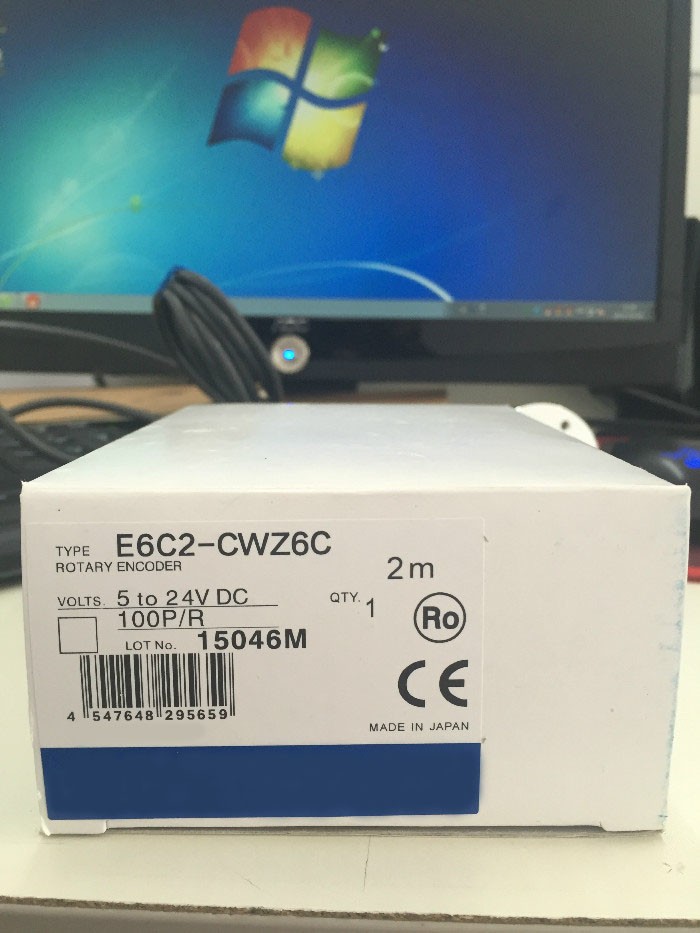 TYPE E6C2-CWZ6C
ROTARY ENCODER
2m
VOLTS. 5 to 24V DC
QTY. 1
100P/R
Ro
LOT No. 15046M
CE
4 547648 295659
MADE IN JAPAN